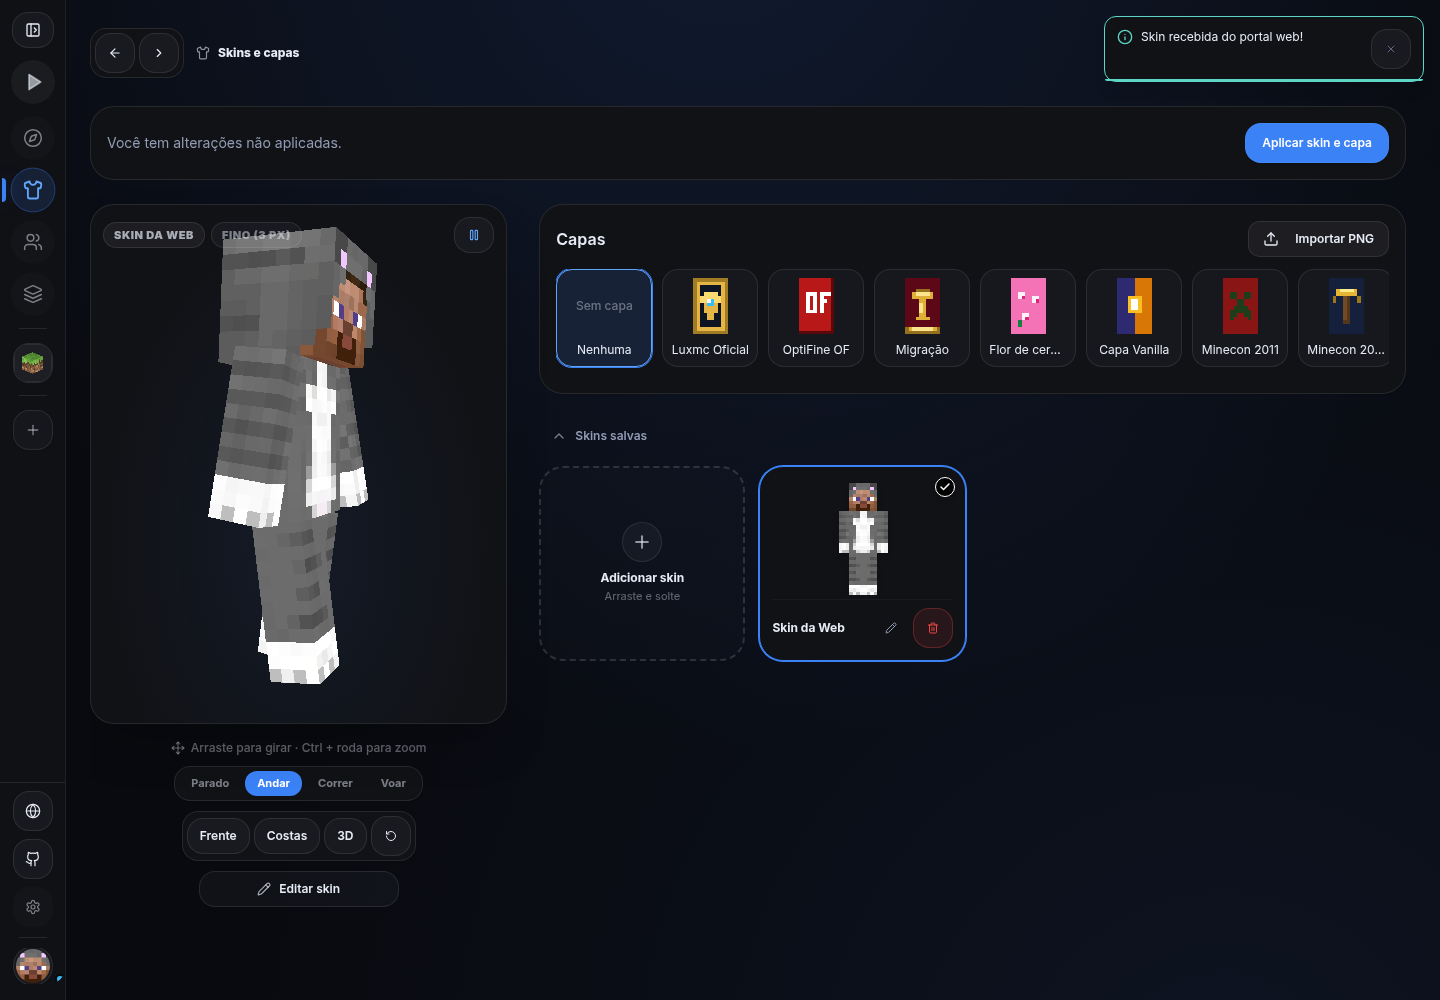 Skins e capas
Skin recebida do portal web!
Você tem alterações não aplicadas.
Aplicar skin e capa
SKIN DA WEB
FINO (3 PX)
Capas
Importar PNG
Sem capa
Nenhuma
Luxmc Oficial
OF
OptiFine OF
Migração
Flor de cer...
Capa Vanilla
Minecon 2011
Minecon 20...
Skins salvas
Adicionar skin
Arraste e solte
Skin da Web
Arraste para girar · Ctrl + roda para zoom
Parado
Andar
Correr
Voar
Frente
Costas
3D
Editar skin